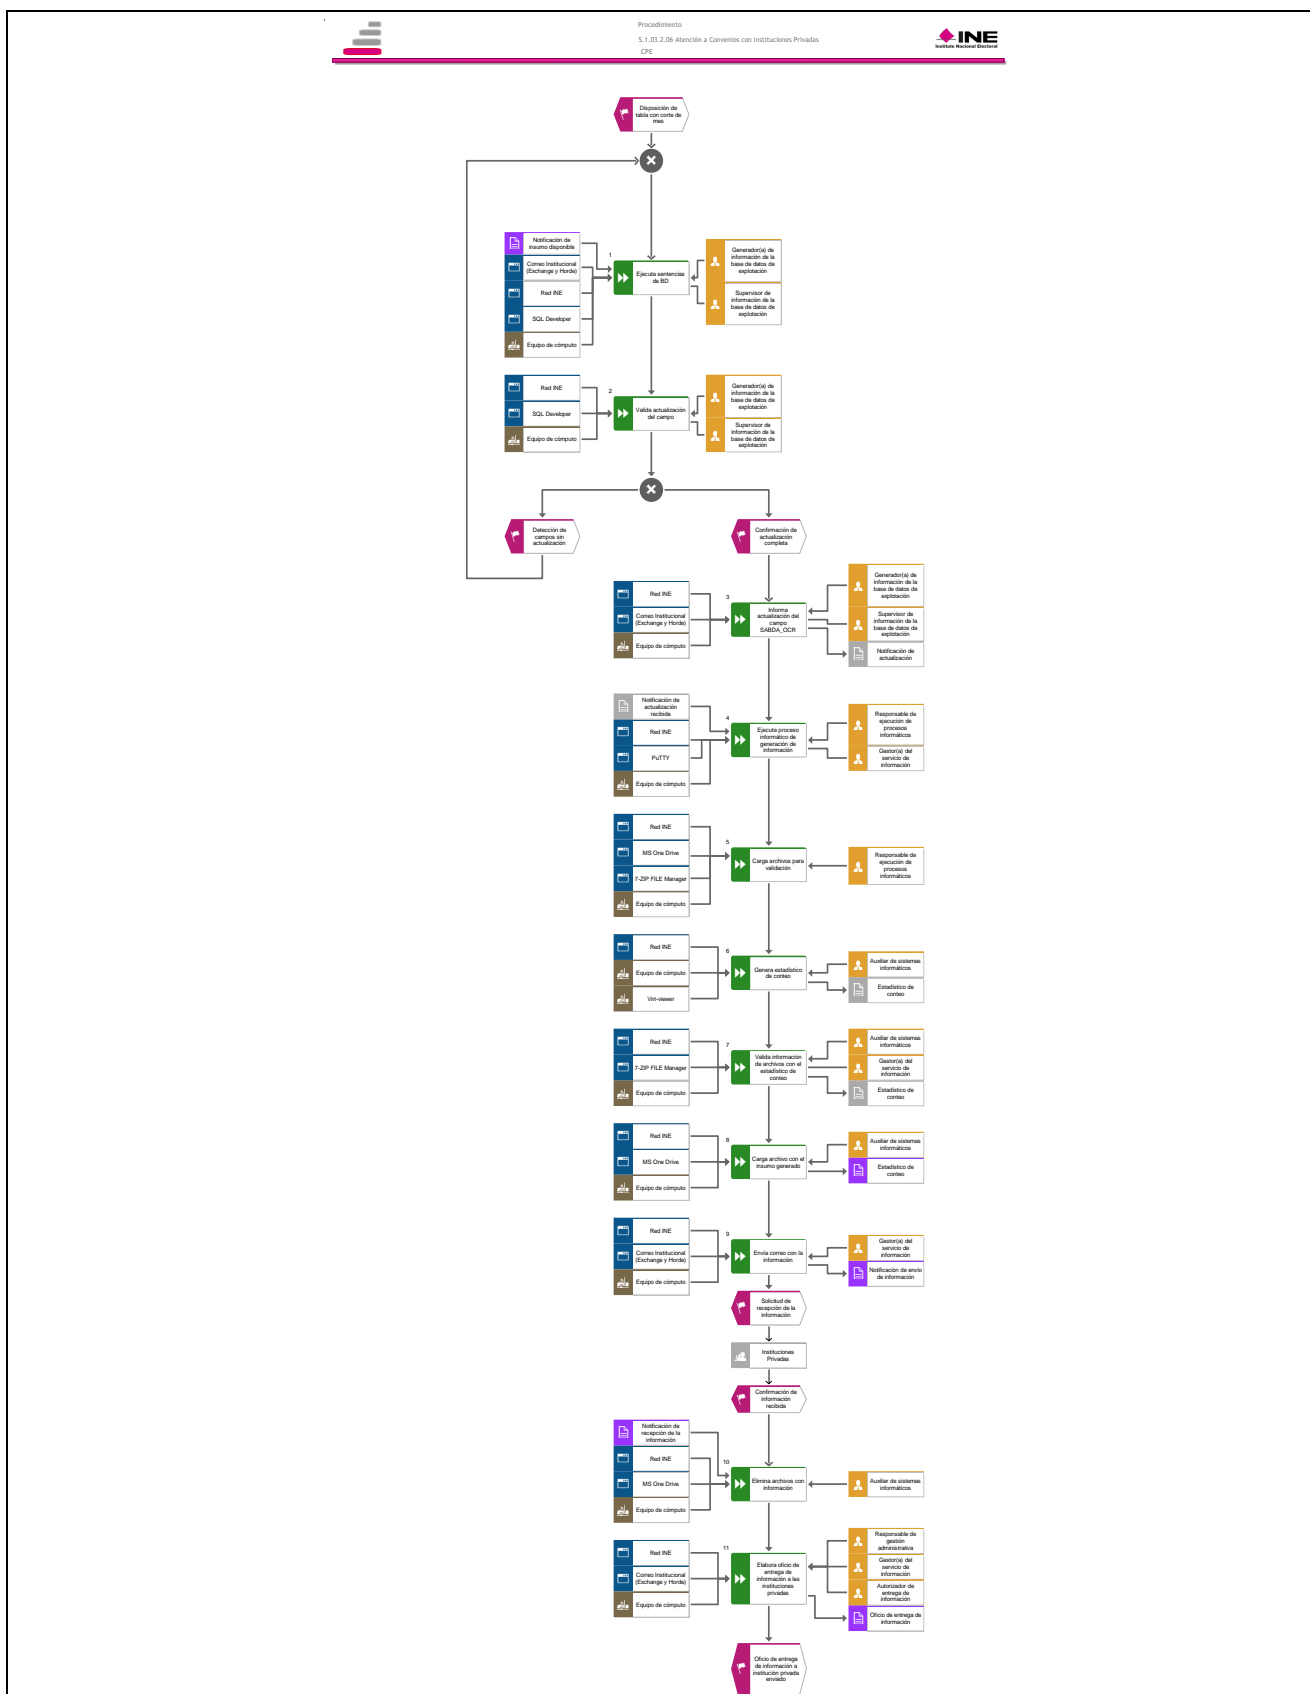 Procedimiento
S.1.03.2.06 Atención a Convenios con Instituciones Privadas
CPE
INE
Instituto Nacional Electoral
Disposición de
tabla con corte de
mes
Notificación de
insumo disponible
Correo Institucional
(Exchange y Horde)
Red INE
SQL Developer
Equipo de cómputo
1
Ejecuta sentencias
de BD
Generador(a) de
información de la
base de datos de
explotación
Supervisor de
información de la
base de datos de
explotación
Red INE
SQL Developer
Equipo de cómputo
2
Valida actualización
del campo
Generador(a) de
información de la
base de datos de
explotación
Supervisor de
información de la
base de datos de
explotación
Detección de
campos sin
actualización
Confirmación de
actualización
completa
Red INE
Correo Institucional
(Exchange y Horde)
Equipo de cómputo
3
Informa
actualización del
campo
SABDA_OCR
Generador(a) de
información de la
base de datos de
explotación
Supervisor de
información de la
base de datos de
explotación
Notificación de
actualización
Notificación de
actualización
recibida
Red INE
PuTTY
Equipo de cómputo
4
Ejecuta proceso
informático de
generación de
información
Responsable de
ejecución de
procesos
informáticos
Gestor(a) del
servicio de
información
Red INE
MS One Drive
7-ZIP FILE Manager
Equipo de cómputo
5
Carga archivos para
validación
Responsable de
ejecución de
procesos
informáticos
Red INE
Equipo de cómputo
Virt-viewer
6
Genera estadístico
de conteo
Auxiliar de sistemas
informáticos
Estadístico de
conteo
Red INE
7-ZIP FILE Manager
Equipo de cómputo
7
Valida información
de archivos con el
estadístico de
conteo
Auxiliar de sistemas
informáticos
Gestor(a) del
servicio de
información
Estadístico de
conteo
Red INE
MS One Drive
Equipo de cómputo
8
Carga archivo con el
insumo generado
Auxiliar de sistemas
informáticos
Estadístico de
conteo
Red INE
Correo Institucional
(Exchange y Horde)
Equipo de cómputo
9
Envía correo con la
información
Gestor(a) del
servicio de
información
Notificación de envío
de información
Solicitud de
recepción de la
información
Instituciones
Privadas
Confirmación de
información
recibida
Notificación de
recepción de la
información
Red INE
MS One Drive
Equipo de cómputo
10
Elimina archivos con
información
Auxiliar de sistemas
informáticos
Red INE
Correo Institucional
(Exchange y Horde)
Equipo de cómputo
11
Elabora oficio de
entrega de
información a las
instituciones
privadas
Responsable de
gestión
administrativa
Gestor(a) del
servicio de
información
Autorizador de
entrega de
información
Oficio de entrega de
información
Oficio de entrega
de información a
institución privada
enviado